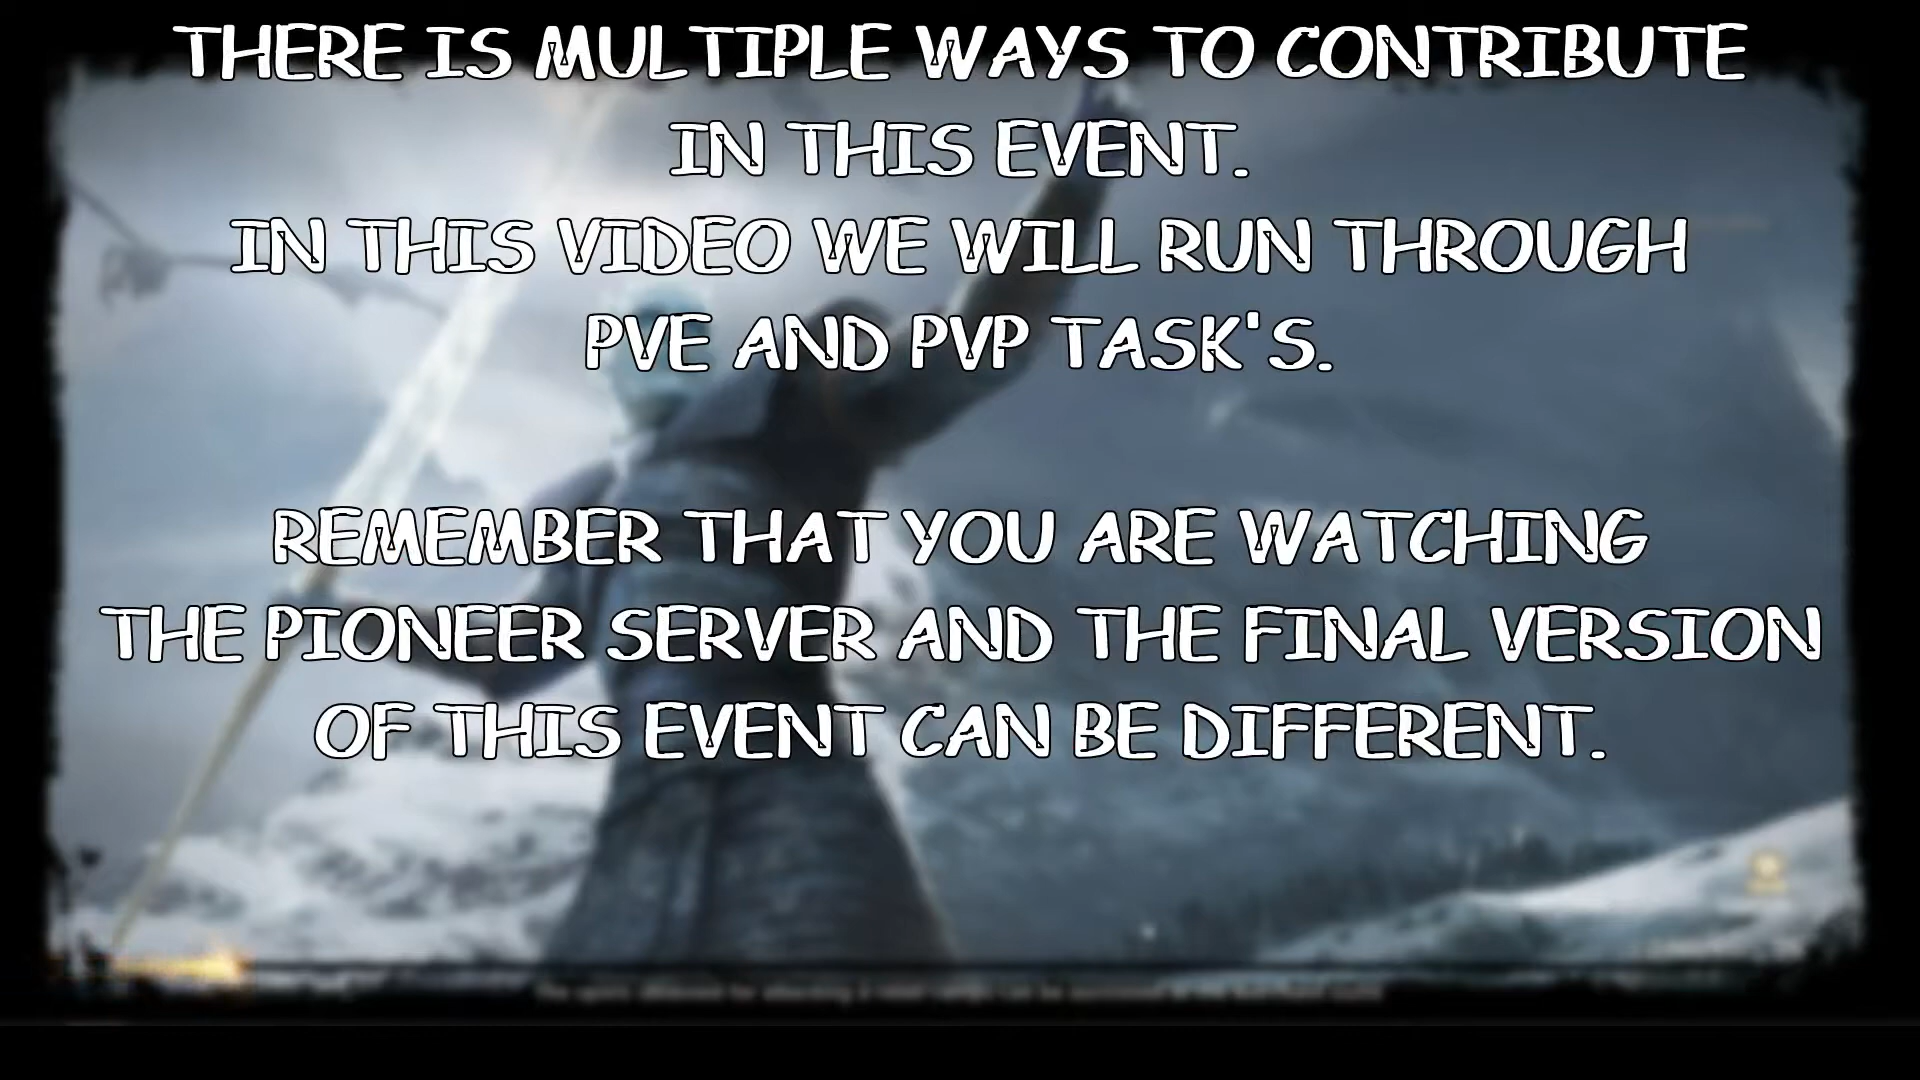 THERE IS MULTIPLE WAYS TO CONTRIBUTE
IN THIS EVENT.
IN THIS VIDEO WE WILL RUN THROUGH
PVE AND PVP TASK'S.
REMEMBER THAT YOU ARE WATCHING
THE PIONEER SERVER AND THE FINAL VERSION
OF THIS EVENT CAN BE DIFFERENT.